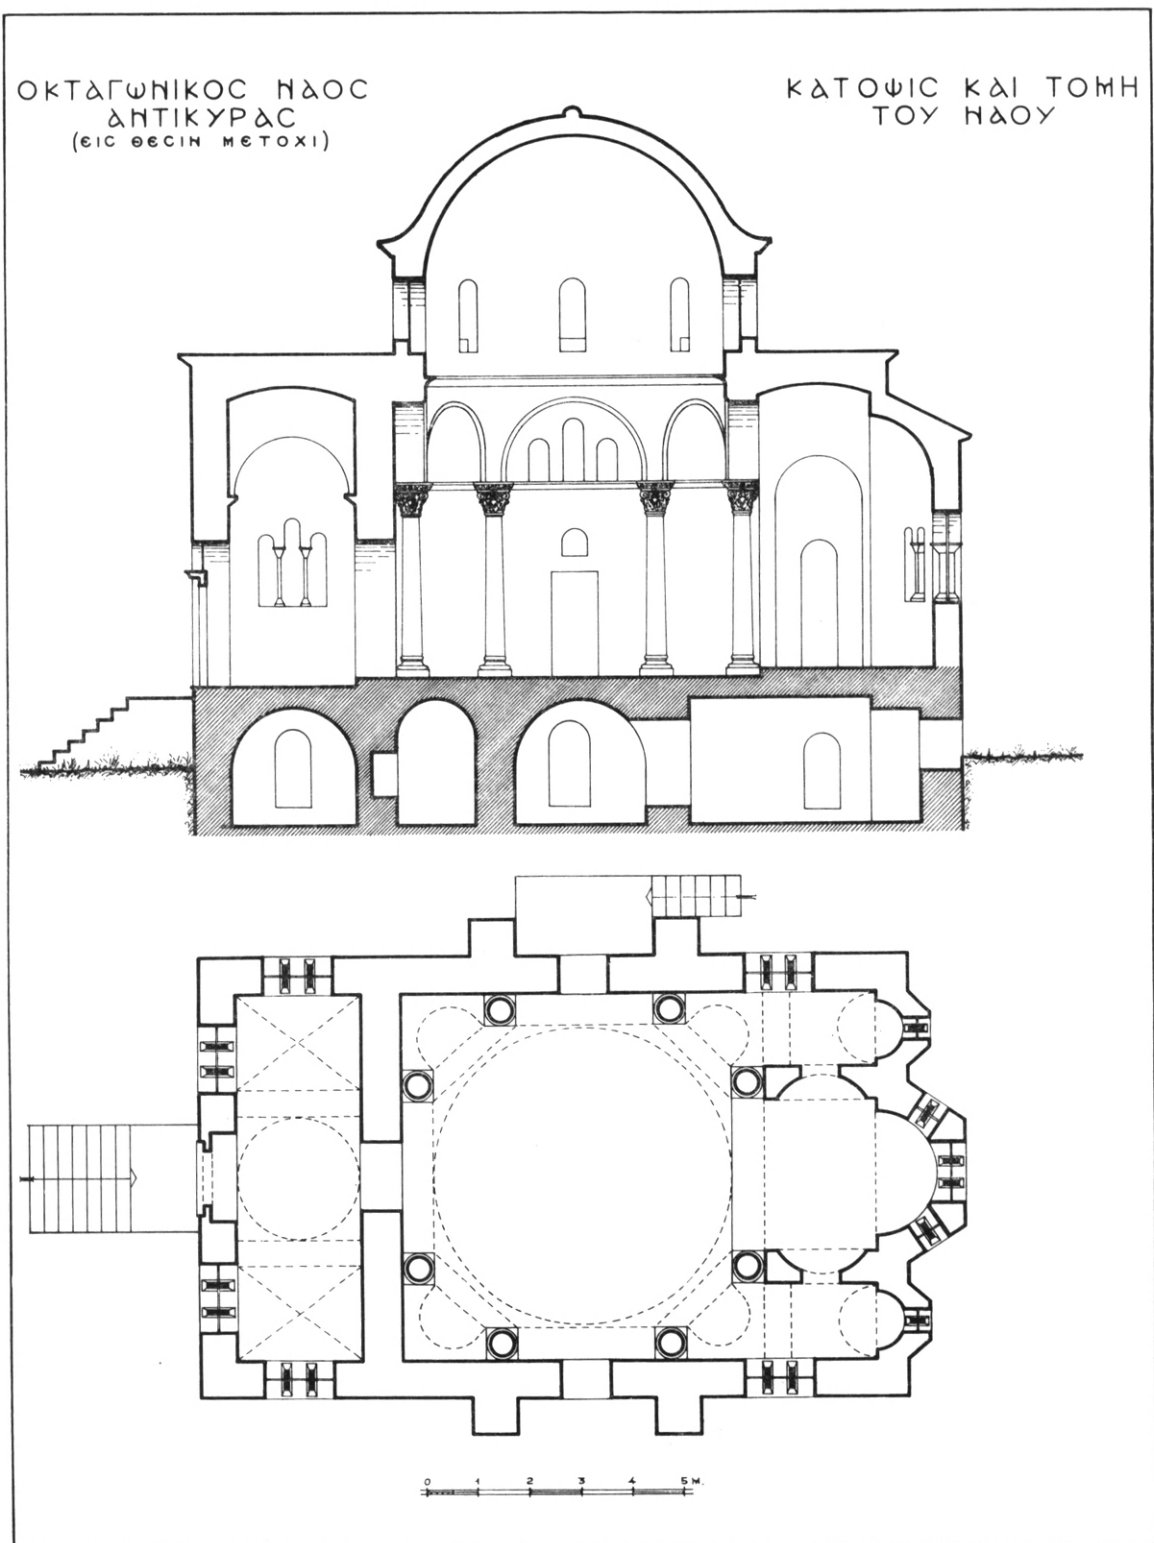 ΟΚΤΑΓΩΝΙΚΟΣ ΝΑΟΣ
ΑΝΤΙΚΥΡΑΣ
(ΕΙΣ ΘΕΣΙΝ ΜΕΤΟΧΙ)
ΚΑΤΟΨΙΣ ΚΑΙ ΤΟΜΗ
ΤΟΥ ΝΑΟΥ
0 1 2 3 4 5 Μ.